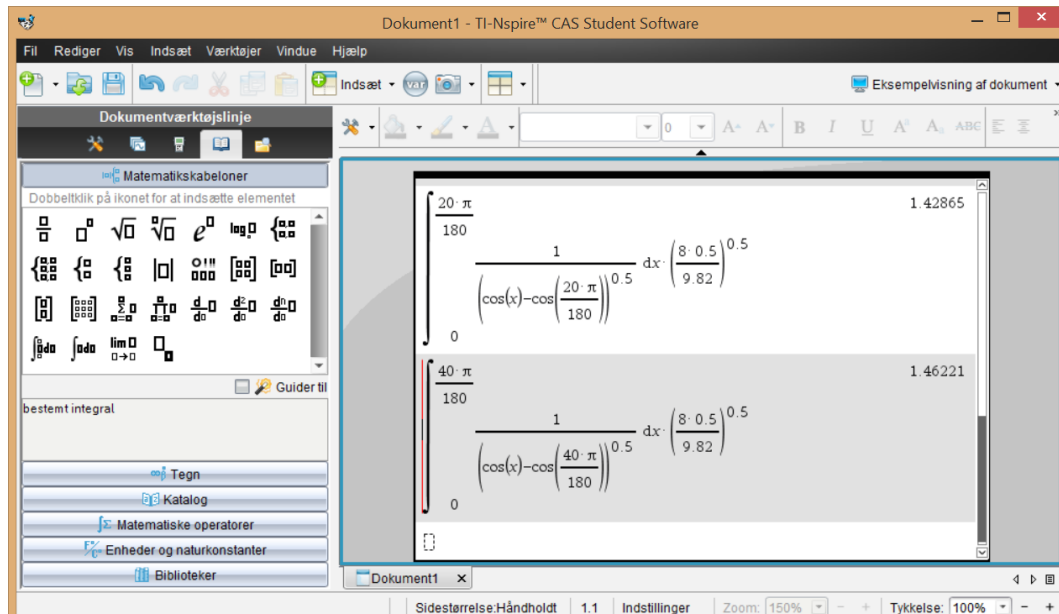 Dokument1 - TI-Nspire™ CAS Student Software
Fil Rediger Vis Indsæt Værktøjer Vindue Hjælp
Indsæt
VAR
Eksempelvisning af dokument
Dokumentværktøjslinje
0 A A B I U A A ABC
Matematikskabeloner
Dobbeltklik på ikonet for at indsætte elementet
Guider til
bestemt integral
Tegn
Katalog
Matematiske operatorer
Enheder og naturkonstanter
Biblioteker
∫_0^((20·π)/180) 1/(cos(x)-cos((20·π)/180))^0.5 dx·((8·0.5)/9.82)^0.5 1.42865
∫_0^((40·π)/180) 1/(cos(x)-cos((40·π)/180))^0.5 dx·((8·0.5)/9.82)^0.5 1.46221
Dokument1
Sidestørrelse:Håndholdt 1.1 Indstillinger Zoom: 150% - + Tykkelse: 100% - +